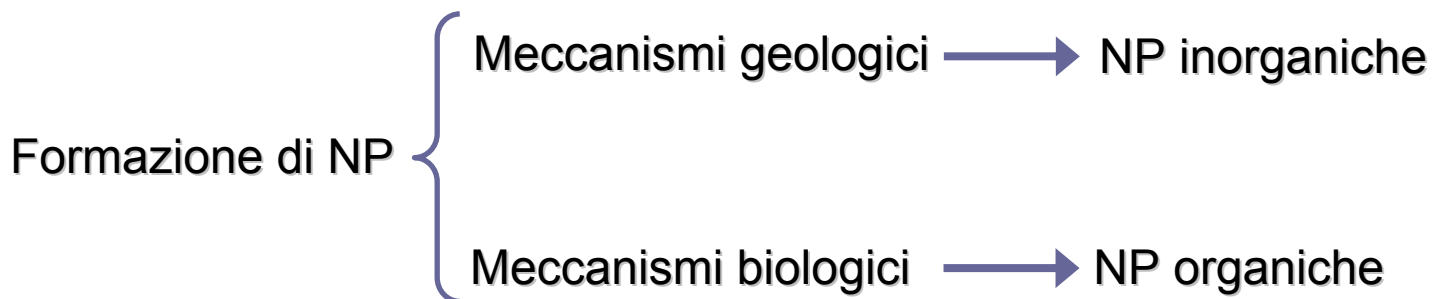 Meccanismi geologici NP inorganiche
Formazione di NP
Meccanismi biologici NP organiche